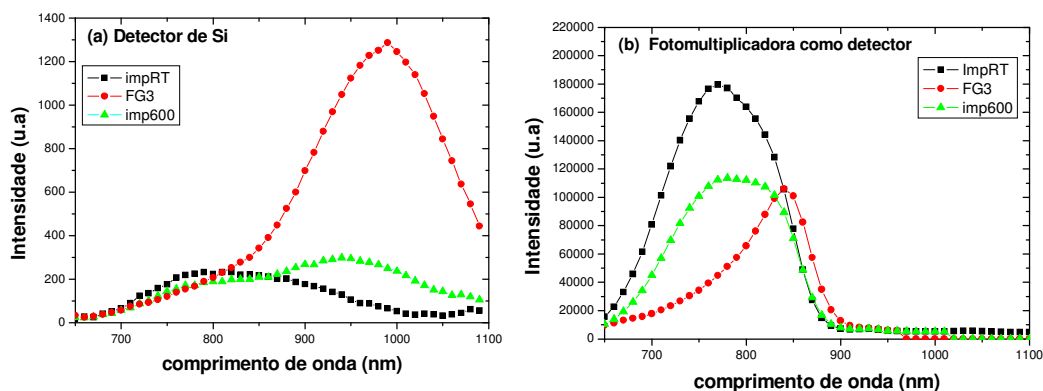 (a) Detector de Si
impRT
FG3
imp600
Intensidade (u.a)
1400
1200
1000
800
600
400
200
0
700
800
900
1000
1100
comprimento de onda (nm)
(b) Fotomultiplicadora como detector
ImpRT
FG3
imp600
Intensidade (u.a)
220000
200000
180000
160000
140000
120000
100000
80000
60000
40000
20000
0
700
800
900
1000
1100
comprimento de onda (nm)